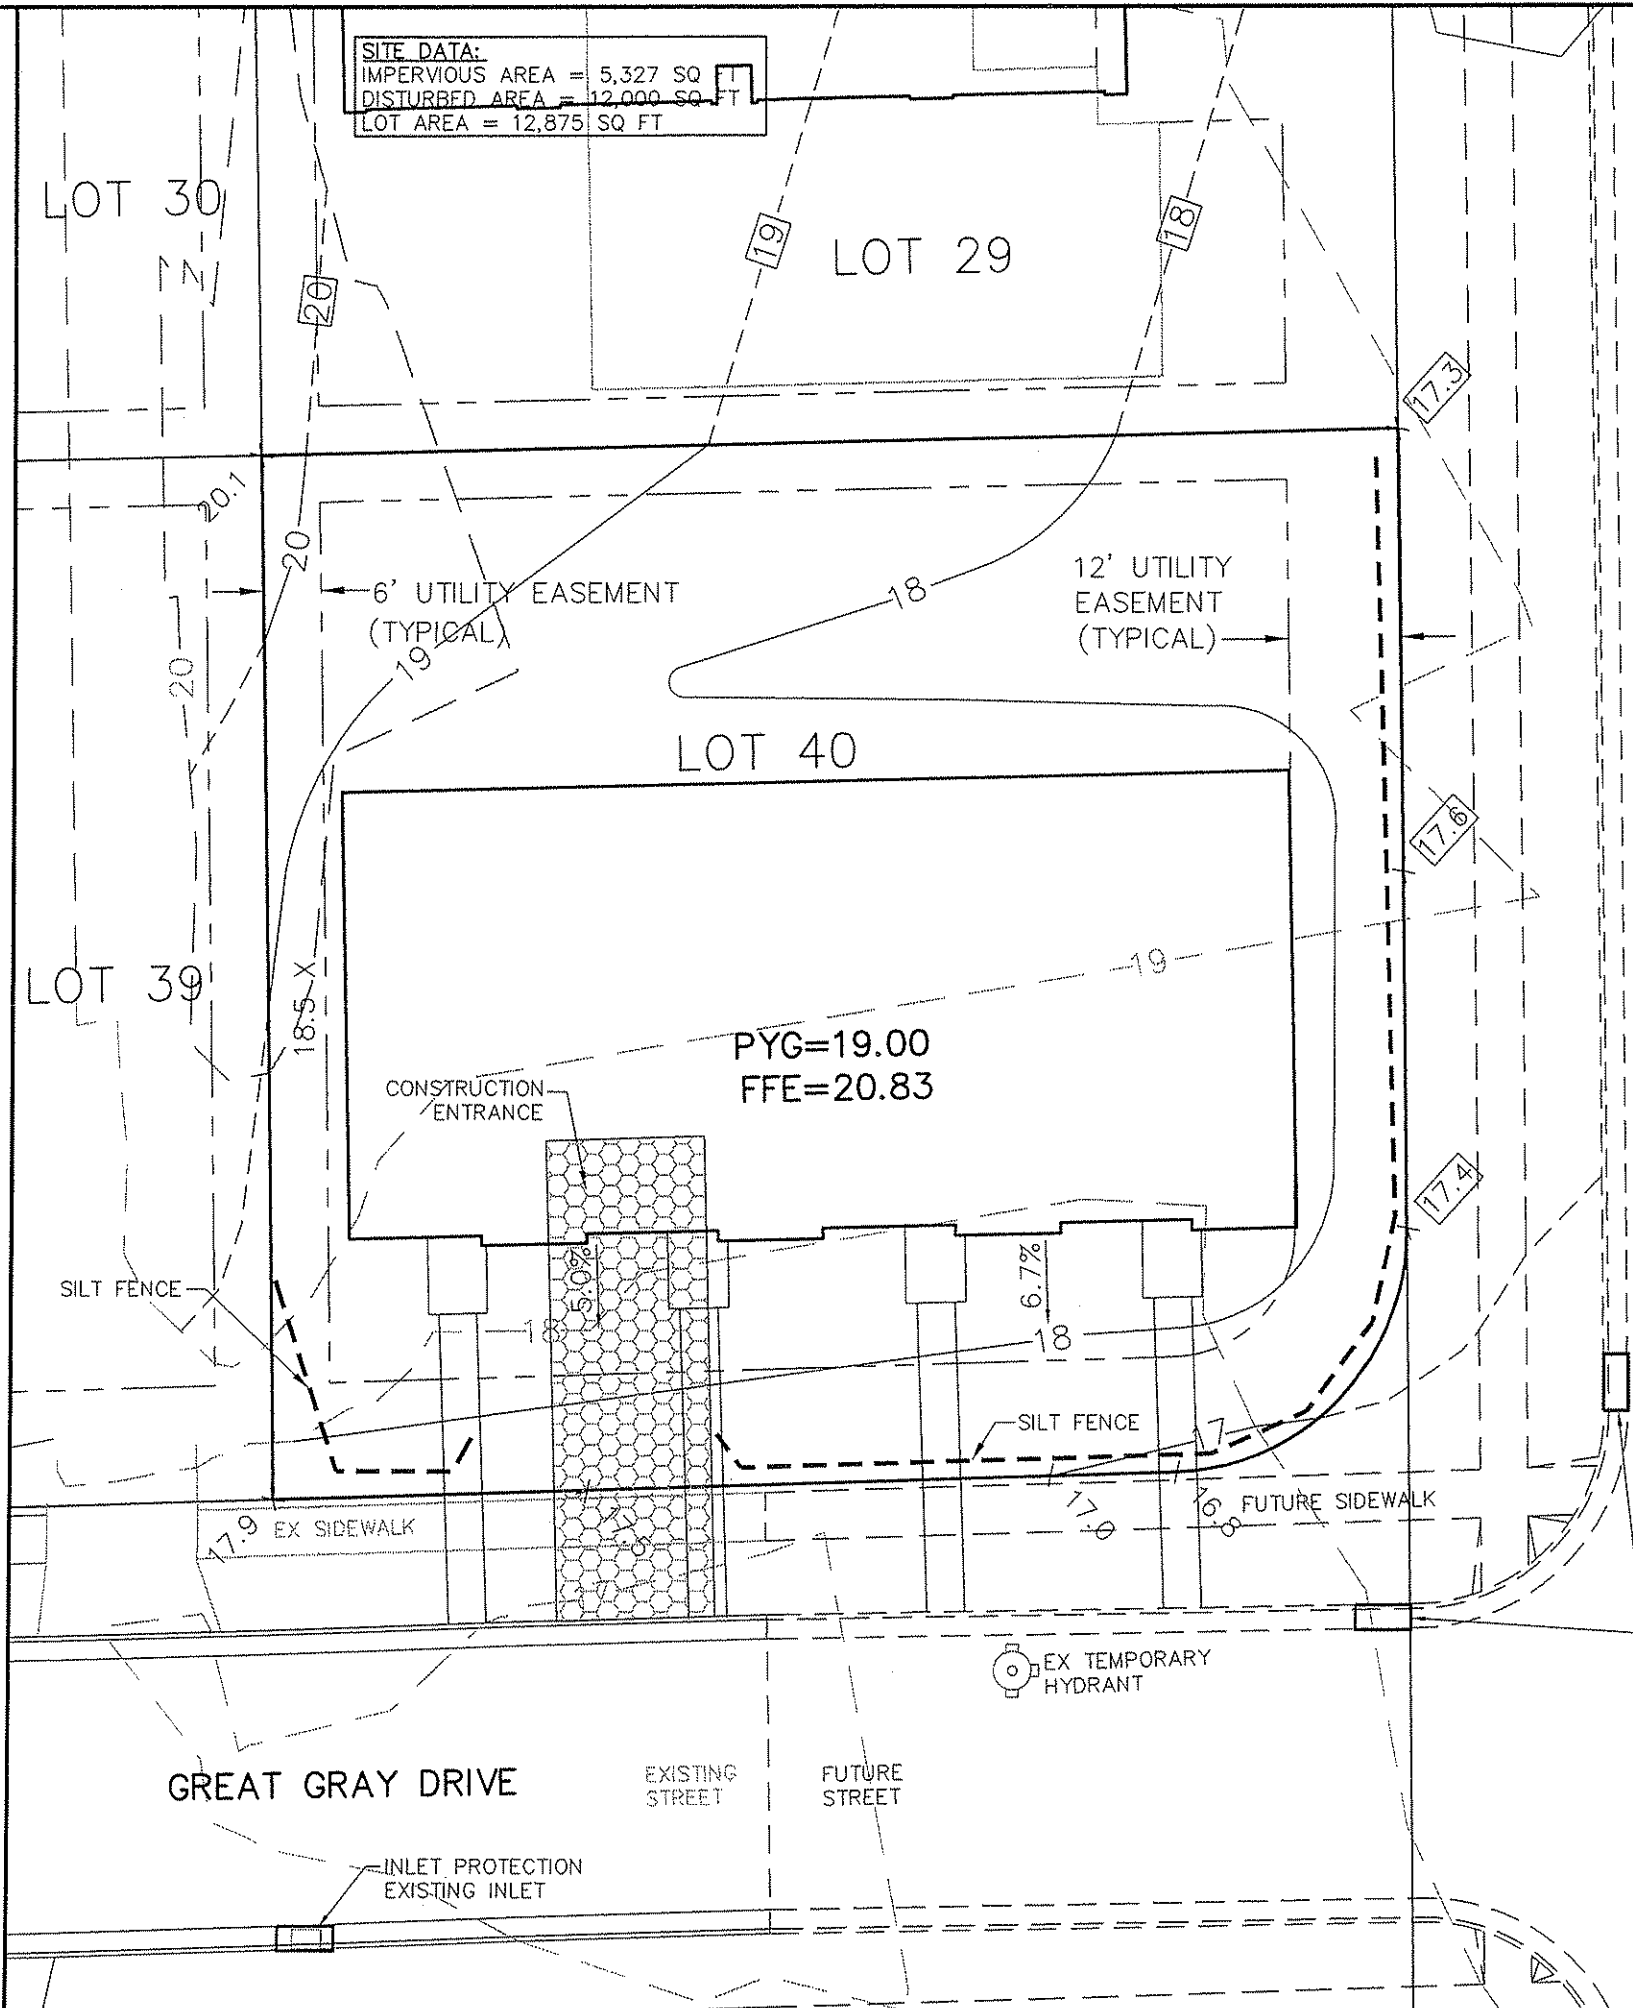 SITE DATA:
IMPERVIOUS AREA = 5,327 SQ FT
DISTURBED AREA = 12,000 SQ FT
LOT AREA = 12,875 SQ FT
LOT 30
20
19
LOT 29
18
17.3
20.1
20
6' UTILITY EASEMENT
(TYPICAL)
12' UTILITY
EASEMENT
(TYPICAL)
18
19
20
LOT 40
17.6
LOT 39
18.5 X
19
PYG=19.00
FFE=20.83
CONSTRUCTION
ENTRANCE
17.4
SILT FENCE
5.0%
6.7%
18
18
SILT FENCE
17
17.9
EX SIDEWALK
17.0
16.8
FUTURE SIDEWALK
EX TEMPORARY
HYDRANT
GREAT GRAY DRIVE
EXISTING
STREET
FUTURE
STREET
INLET PROTECTION
EXISTING INLET